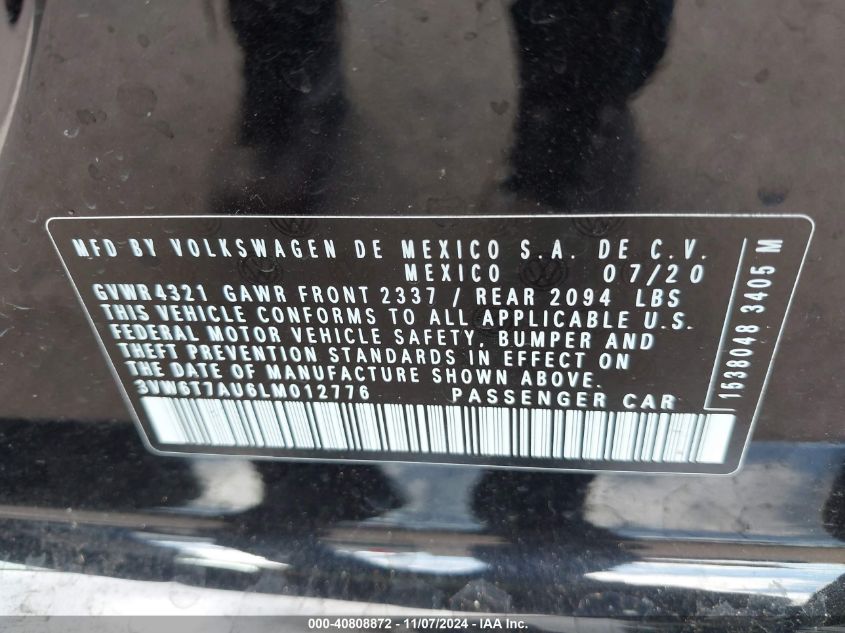 MFD BY VOLKSWAGEN DE MEXICO S.A. DE C.V.
MEXICO 07/20
GVWR4321 GAWR FRONT 2337 / REAR 2094 LBS
THIS VEHICLE CONFORMS TO ALL APPLICABLE U.S.
FEDERAL MOTOR VEHICLE SAFETY, BUMPER AND
THEFT PREVENTION STANDARDS IN EFFECT ON
THE DATE OF MANUFACTURE SHOWN ABOVE.
3VW6T7AU6LM012776 PASSENGER CAR
1538048 3405 M
000-40808872 - 11/07/2024 - IAA Inc.